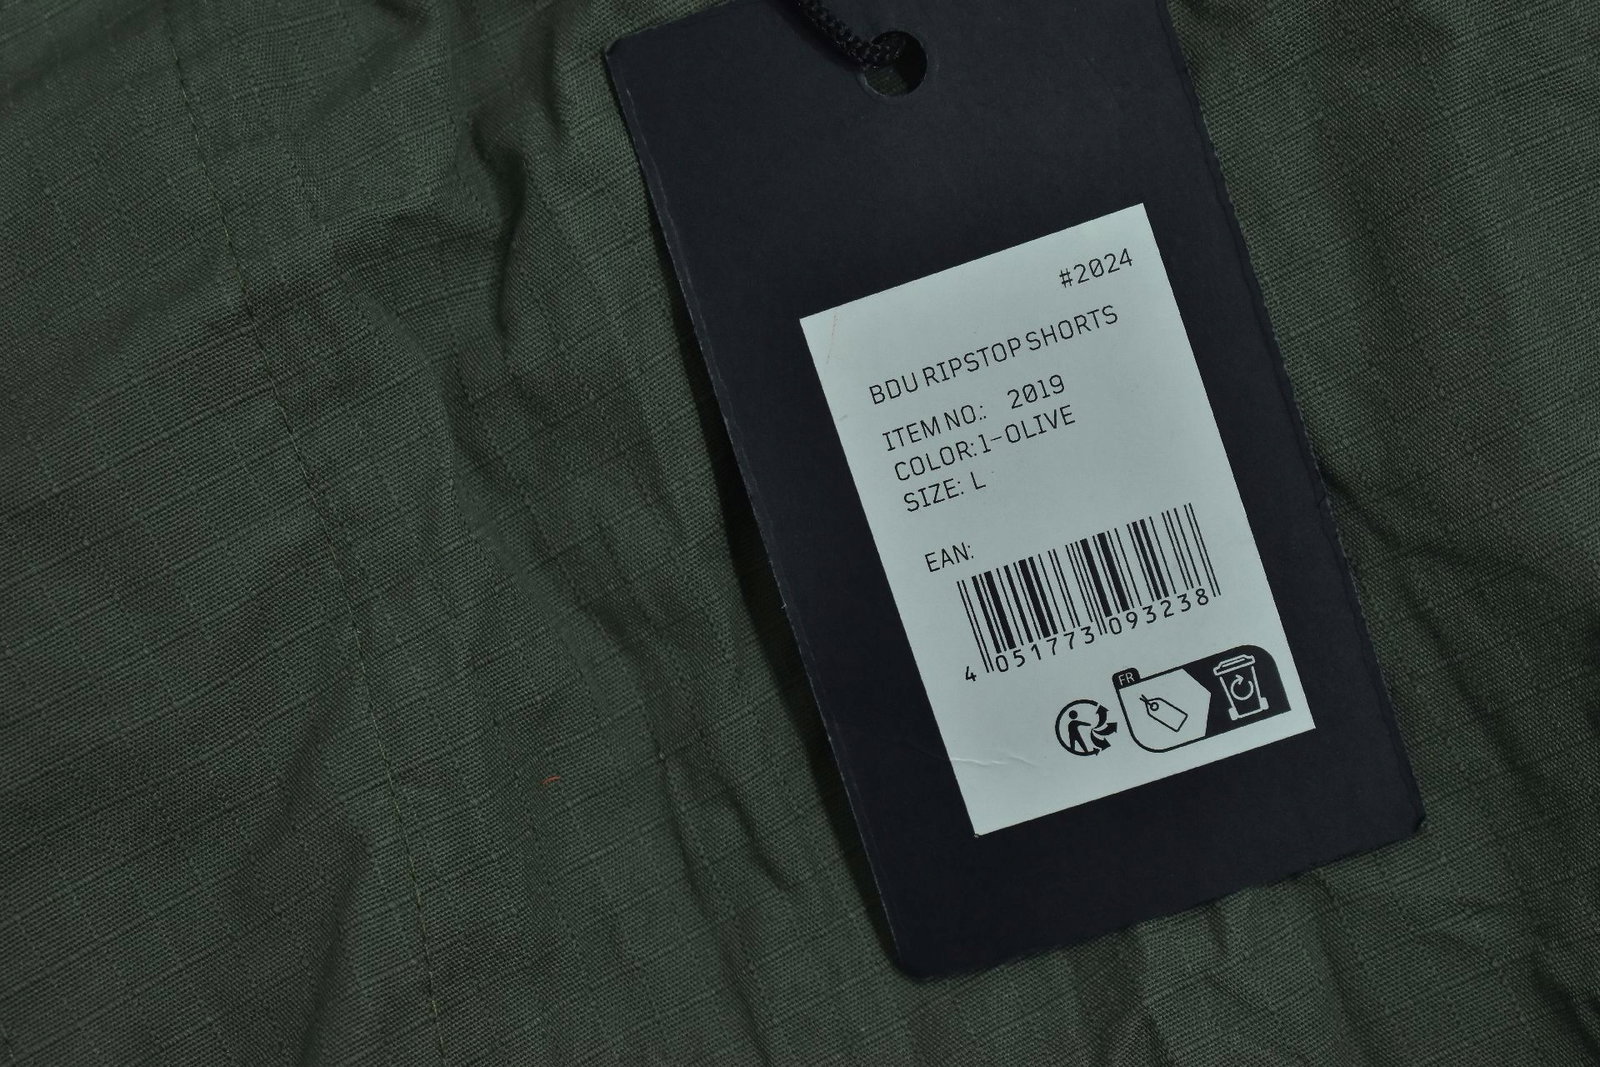 #2024
BDU RIPSTOP SHORTS
ITEM NO.: 2019
COLOR: 1-OLIVE
SIZE: L
EAN:
4 051773 093238
FR